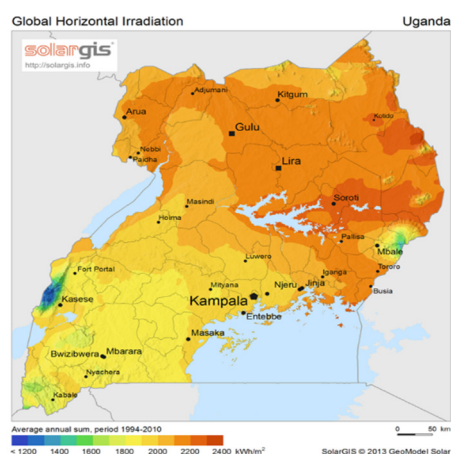 Global Horizontal Irradiation Uganda
solargis
http://solargis.info
Adjumani
Kitgum
Arua
Kotido
Gulu
Nebbi
Paidha
Lira
Masindi
Soroti
Hoima
Pallisa
Mbale
Luwero
Fort Portal
Tororo
Iganga
Mityana
Njeru
Jinja
Busia
Kasese
Kampala
Entebbe
Masaka
Bwizibwera
Mbarara
Nyachera
Kabale
Average annual sum, period 1994-2010
0 50 km
< 1200 1400 1600 1800 2000 2200 2400 kWh/m²
SolarGIS © 2013 GeoModel Solar